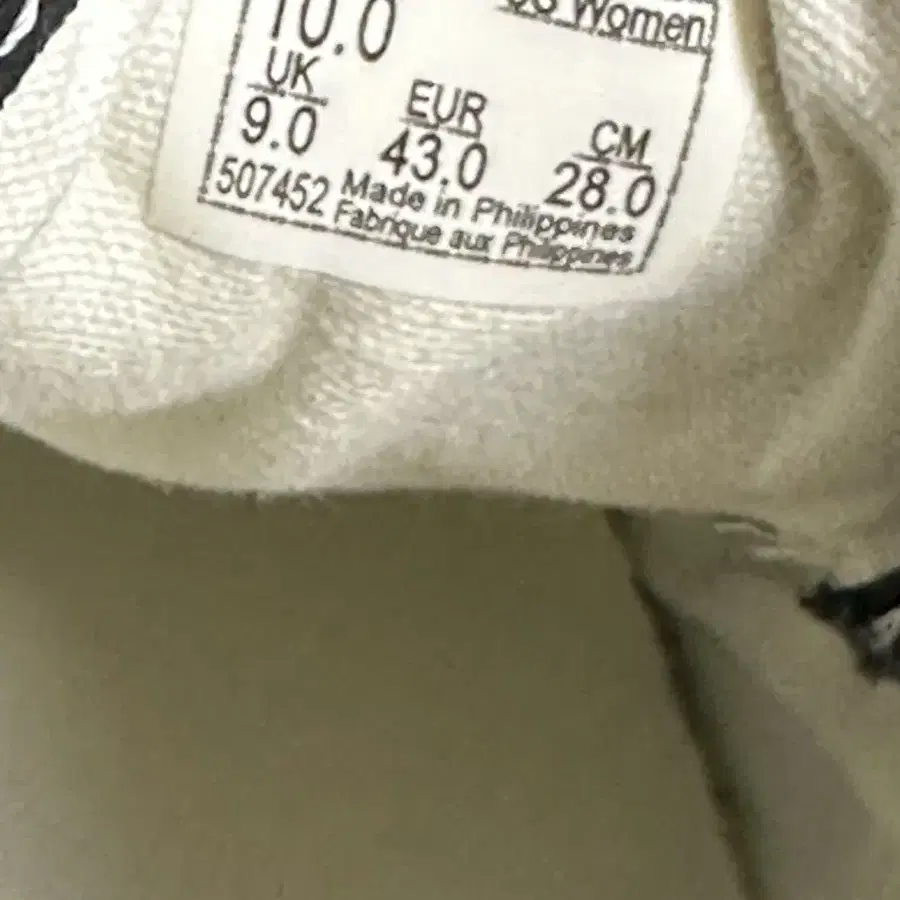 Women
10.0
UK EUR CM
9.0 43.0 28.0
507452 Made in Philippines
Fabrique aux Philippines